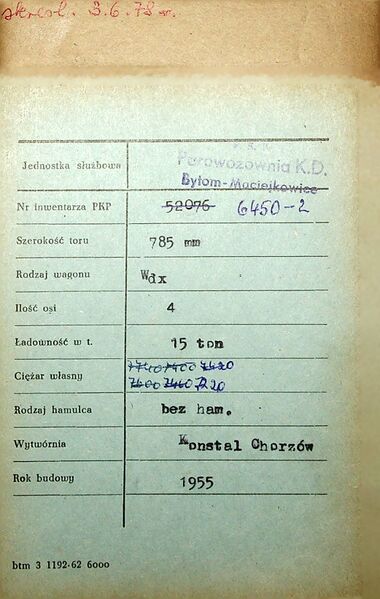 skreśl. 3.6.78 r.
Jednostka służbowa Parowozownia K.D.
Bytom-Maciejkowice
Nr inwentarza PKP 52076 6450-2
Szerokość toru 785 mm
Rodzaj wagonu Wdx
Ilość osi 4
Ładowność w t. 15 ton
Ciężar własny
Rodzaj hamulca bez ham.
Wytwórnia Konstal Chorzów
Rok budowy 1955
btm 3 1192-62 6000